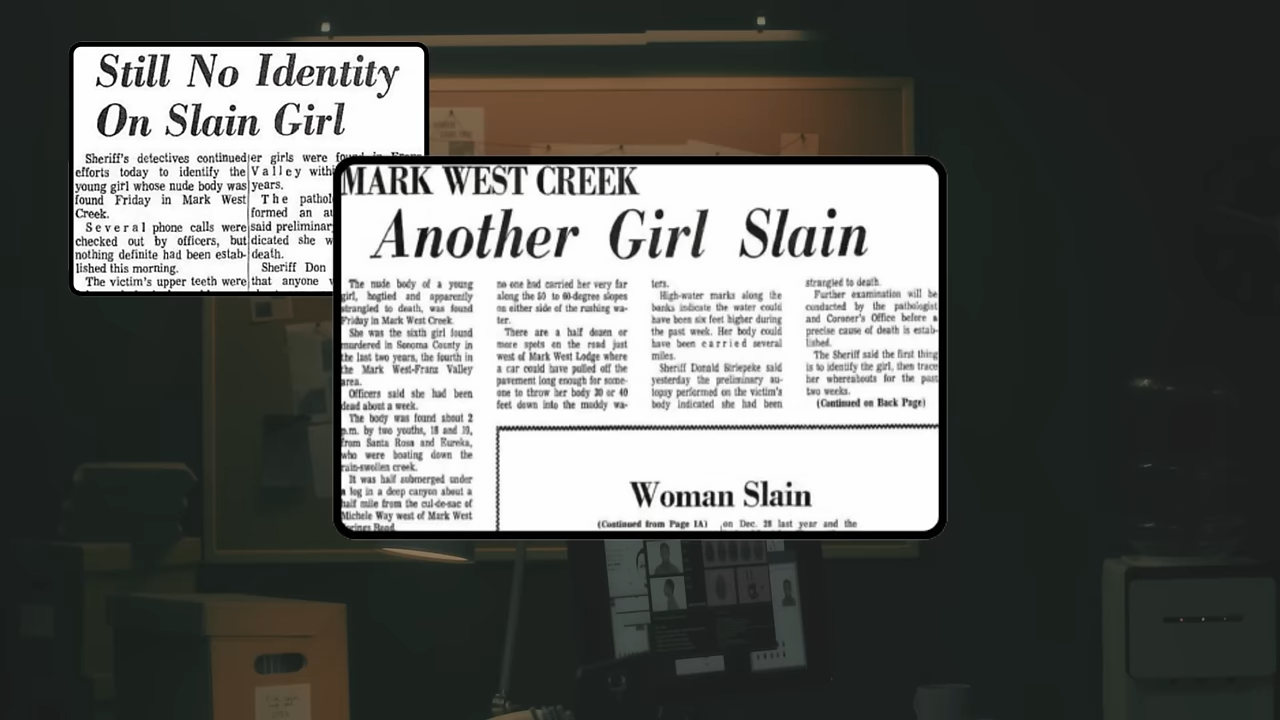 Still No Identity
On Slain Girl
Sheriff's detectives continued
efforts today to identify the
young girl whose nude body was
found Friday in Mark West
Creek.
Several phone calls were
checked out by officers, but
nothing definite had been estab-
lished this morning.
The victim's upper teeth were
er girls were found in Franz
Valley with
years.
The pathol
formed an au
said preliminar
dicated she w
death.
Sheriff Don
that anyone
MARK WEST CREEK
Another Girl Slain
The nude body of a young
girl, hogtied and apparently
strangled to death, was found
Friday in Mark West Creek.
She was the sixth girl found
murdered in Sonoma County in
the last two years, the fourth in
the Mark West-Franz Valley
area.
Officers said she had been
dead about a week.
The body was found about 2
p.m. by two youths, 18 and 19,
from Santa Rosa and Eureka,
who were boating down the
rain-swollen creek.
It was half submerged under
a log in a deep canyon about a
half mile from the cul-de-sac of
Michele Way west of Mark West
Springs Road.
no one had carried her very far
along the 50 to 60-degree slopes
on either side of the rushing wa-
ter.
There are a half dozen or
more spots on the road just
west of Mark West Lodge where
a car could have pulled off the
pavement long enough for some-
one to throw her body 30 or 40
feet down into the muddy wa-
ters.
High-water marks along the
banks indicate the water could
have been six feet higher during
the past week. Her body could
have been carried several
miles.
Sheriff Donald Striepeke said
yesterday the preliminary au-
topsy performed on the victim's
body indicated she had been
strangled to death.
Further examination will be
conducted by the pathologist
and Coroner's Office before a
precise cause of death is estab-
lished.
The Sheriff said the first thing
is to identify the girl, then trace
her whereabouts for the past
two weeks.
(Continued on Back Page)
Woman Slain
(Continued from Page 1A)
on Dec. 28 last year and the